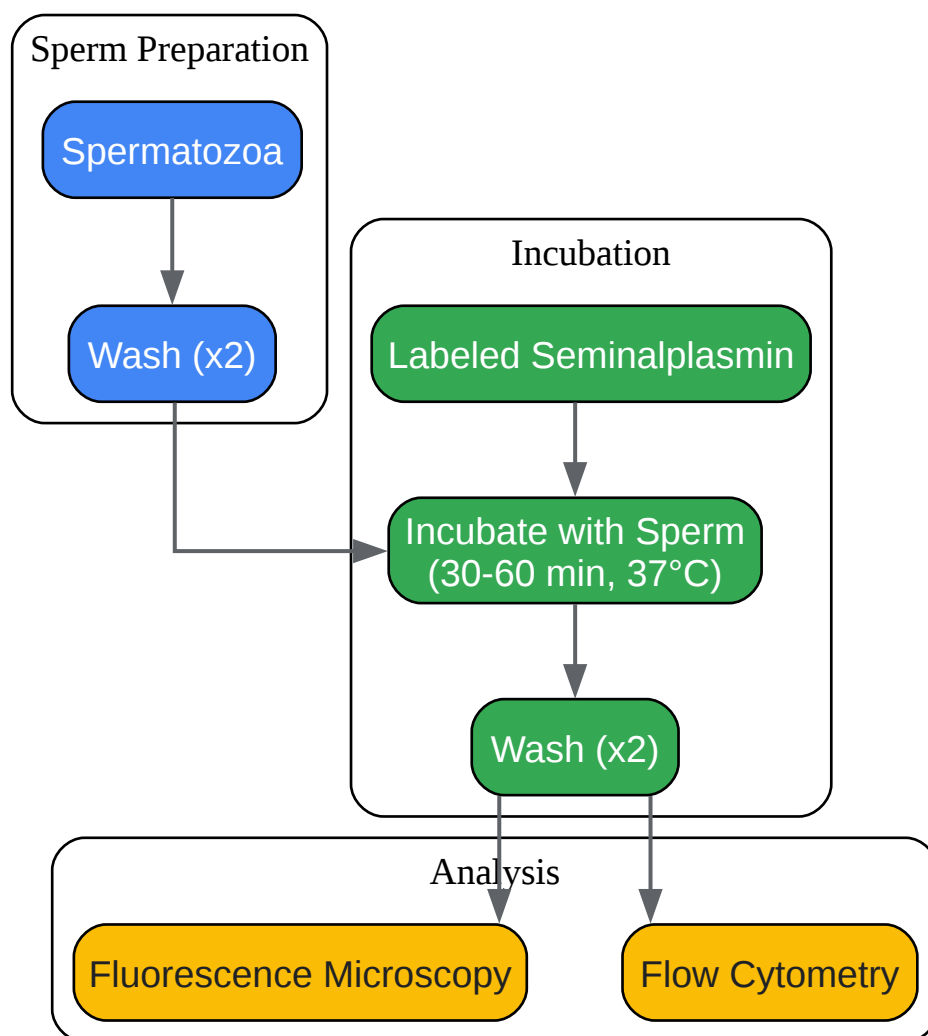 Sperm Preparation
Spermatozoa
Wash (x2)
Incubation
Labeled Seminalplasmin
Incubate with Sperm
(30-60 min, 37°C)
Wash (x2)
Analysis
Fluorescence Microscopy
Flow Cytometry